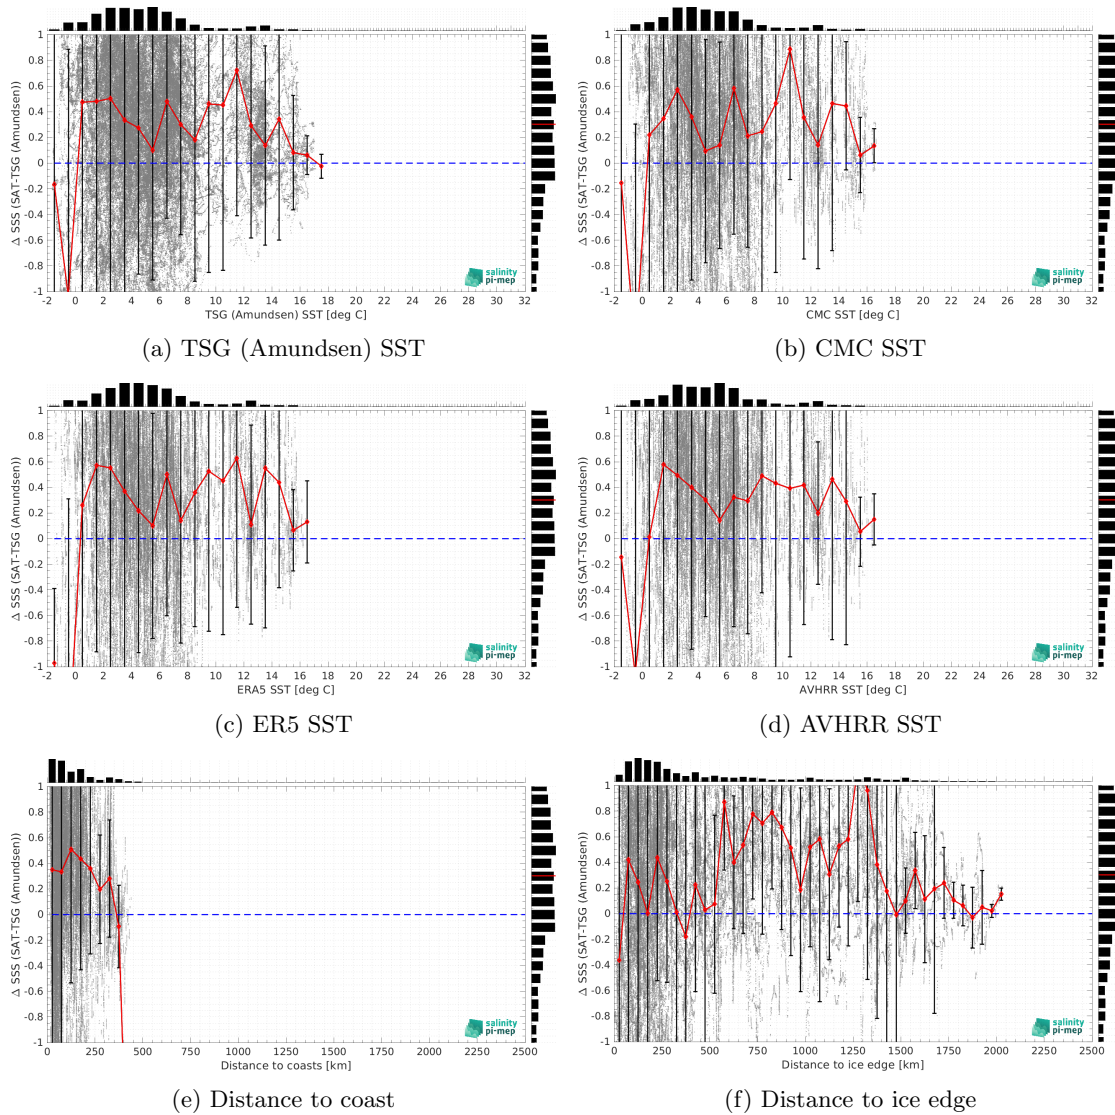 1
0.8
0.6
0.4
0.2
0
-0.2
-0.4
-0.6
-0.8
-1
Δ SSS (SAT-TSG (Amundsen))
-2 0 2 4 6 8 10 12 14 16 18 20 22 24 26 28 30 32
TSG (Amundsen) SST [deg C]
salinity
pi-mep
(a) TSG (Amundsen) SST
1
0.8
0.6
0.4
0.2
0
-0.2
-0.4
-0.6
-0.8
-1
Δ SSS (SAT-TSG (Amundsen))
-2 0 2 4 6 8 10 12 14 16 18 20 22 24 26 28 30 32
CMC SST [deg C]
salinity
pi-mep
(b) CMC SST
1
0.8
0.6
0.4
0.2
0
-0.2
-0.4
-0.6
-0.8
-1
Δ SSS (SAT-TSG (Amundsen))
-2 0 2 4 6 8 10 12 14 16 18 20 22 24 26 28 30 32
ERA5 SST [deg C]
salinity
pi-mep
(c) ER5 SST
1
0.8
0.6
0.4
0.2
0
-0.2
-0.4
-0.6
-0.8
-1
Δ SSS (SAT-TSG (Amundsen))
-2 0 2 4 6 8 10 12 14 16 18 20 22 24 26 28 30 32
AVHRR SST [deg C]
salinity
pi-mep
(d) AVHRR SST
1
0.8
0.6
0.4
0.2
0
-0.2
-0.4
-0.6
-0.8
-1
Δ SSS (SAT-TSG (Amundsen))
0 250 500 750 1000 1250 1500 1750 2000 2250 2500
Distance to coasts [km]
salinity
pi-mep
(e) Distance to coast
1
0.8
0.6
0.4
0.2
0
-0.2
-0.4
-0.6
-0.8
-1
Δ SSS (SAT-TSG (Amundsen))
0 250 500 750 1000 1250 1500 1750 2000 2250 2500
Distance to ice edge [km]
salinity
pi-mep
(f) Distance to ice edge